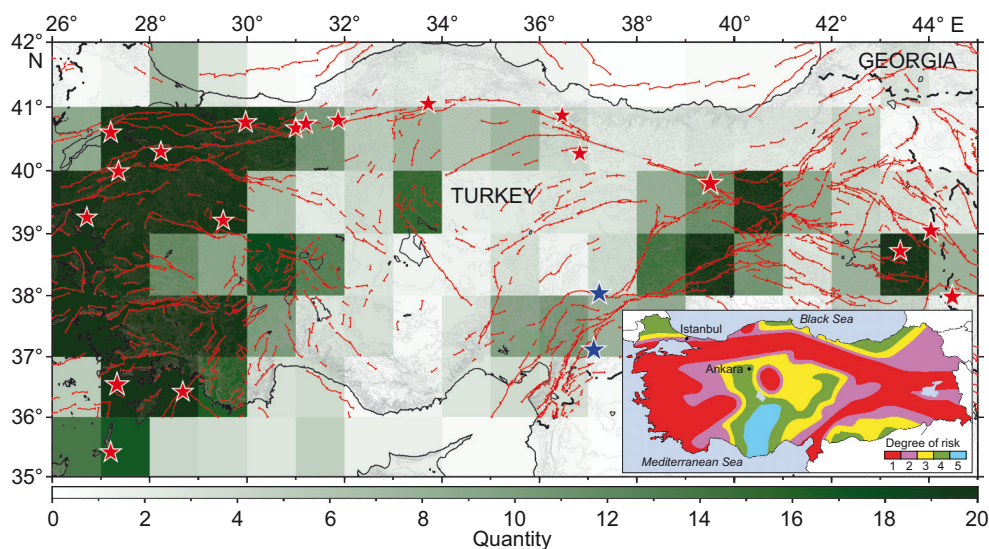 26° 28° 30° 32° 34° 36° 38° 40° 42° 44° E
42°
N
GEORGIA
41°
40°
TURKEY
39°
38°
37°
36°
35°
Black Sea
Istanbul
Ankara
Mediterranean Sea
Degree of risk
1 2 3 4 5
0 2 4 6 8 10 12 14 16 18 20
Quantity